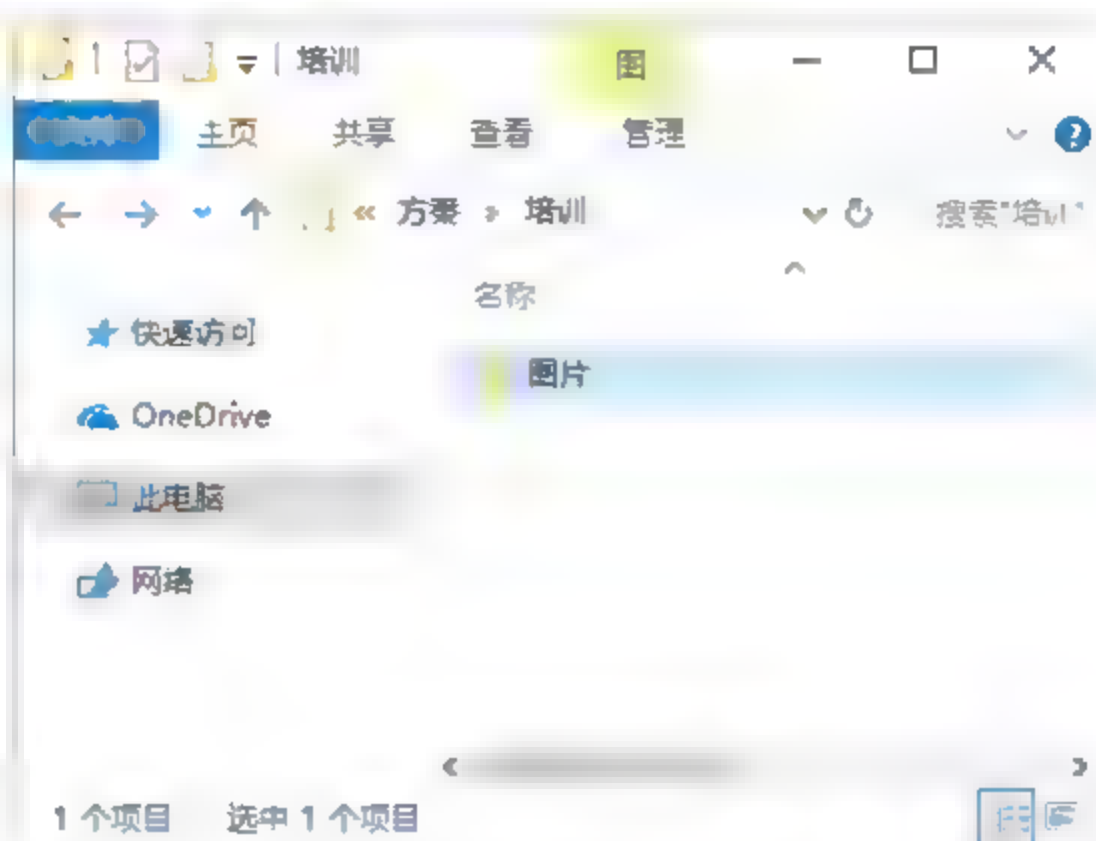 培训 图
主页 共享 查看 管理
« 方案 › 培训 搜索"培训"
名称
快速访问
图片
OneDrive
此电脑
网络
1 个项目 选中 1 个项目